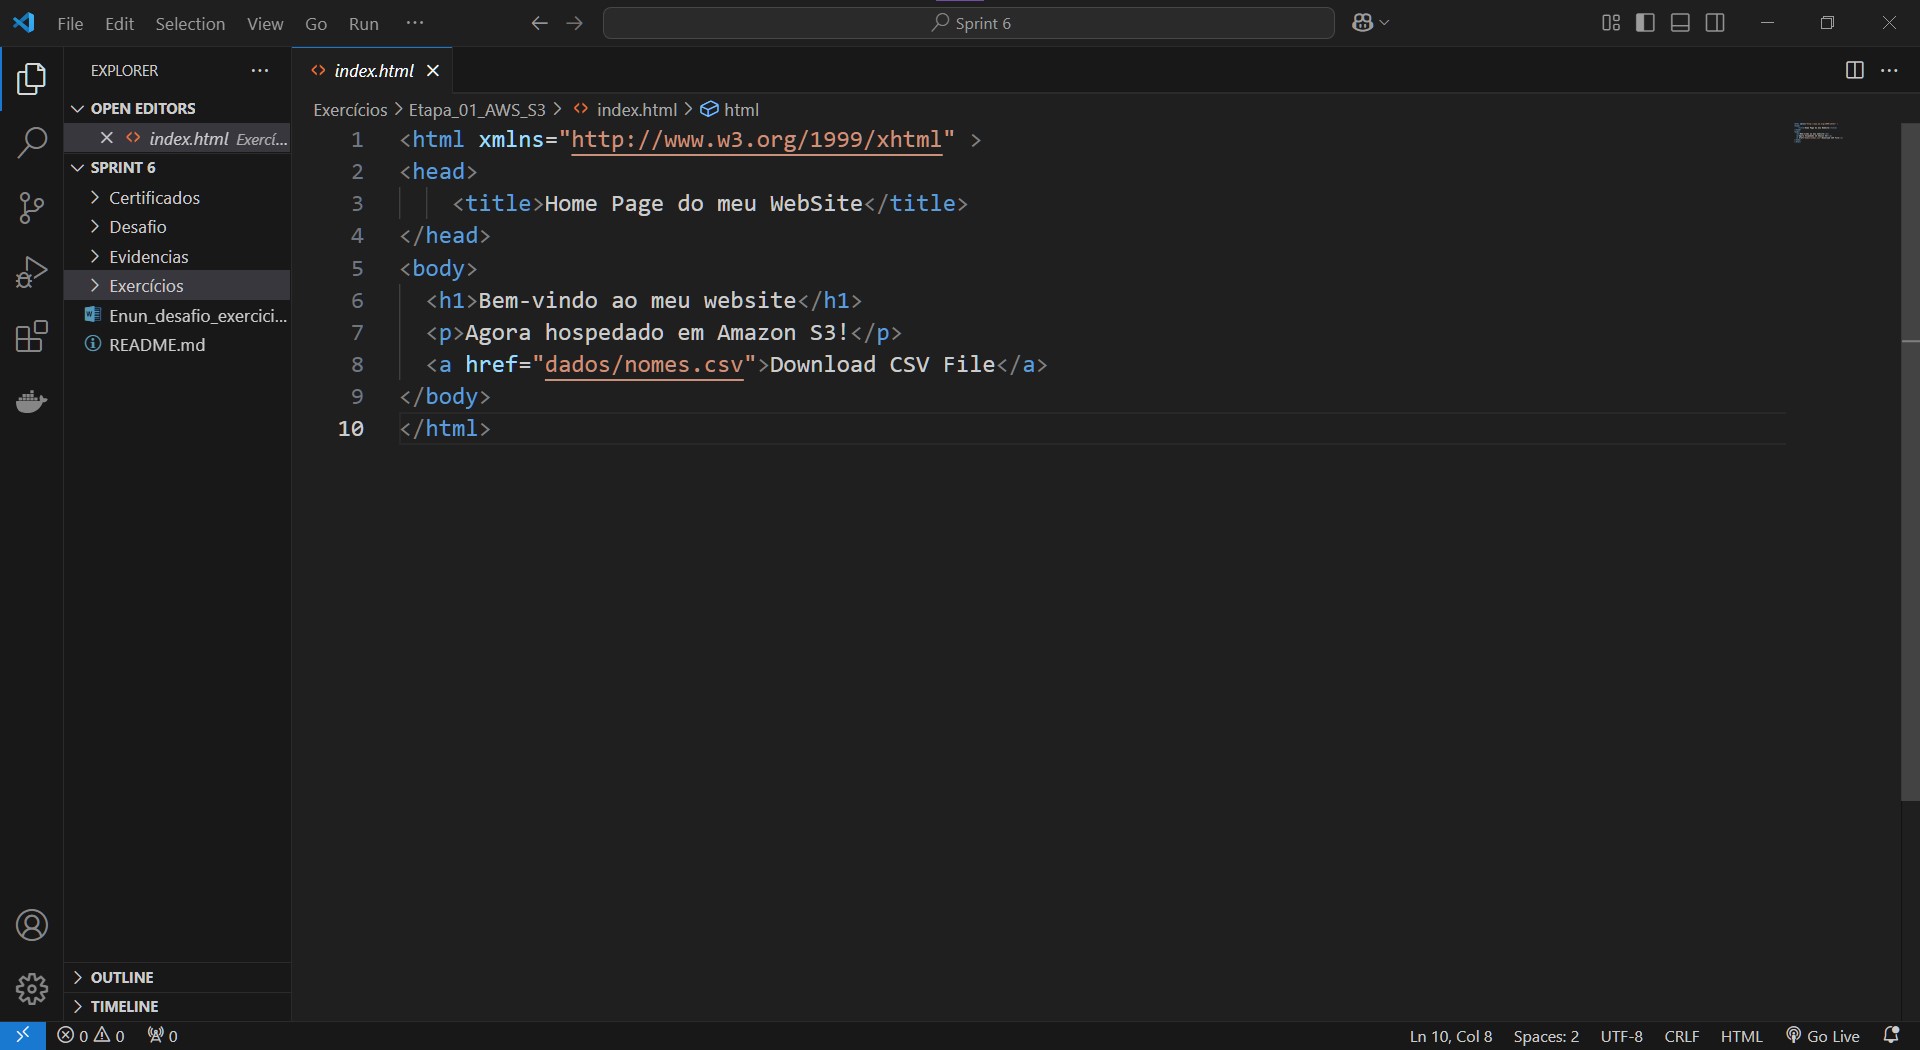 File Edit Selection View Go Run ···
Sprint 6
EXPLORER ···
OPEN EDITORS
index.html Exercí...
SPRINT 6
Certificados
Desafio
Evidencias
Exercícios
Enun_desafio_exercici...
README.md
OUTLINE
TIMELINE
index.html
Exercícios > Etapa_01_AWS_S3 > index.html > html
1 <html xmlns="http://www.w3.org/1999/xhtml" >
2 <head>
3 <title>Home Page do meu WebSite</title>
4 </head>
5 <body>
6 <h1>Bem-vindo ao meu website</h1>
7 <p>Agora hospedado em Amazon S3!</p>
8 <a href="dados/nomes.csv">Download CSV File</a>
9 </body>
10 </html>
0 0 0 Ln 10, Col 8 Spaces: 2 UTF-8 CRLF HTML Go Live